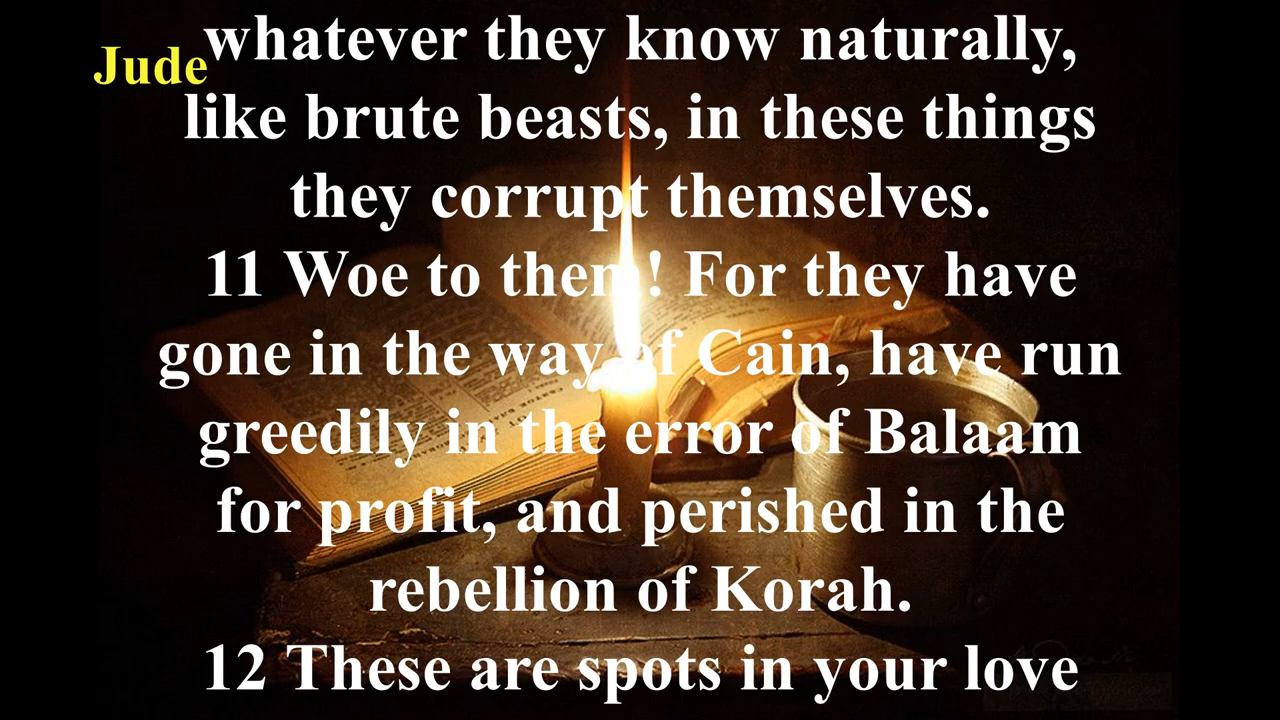 Jude
whatever they know naturally,
like brute beasts, in these things
they corrupt themselves.
11 Woe to them! For they have
gone in the way of Cain, have run
greedily in the error of Balaam
for profit, and perished in the
rebellion of Korah.
12 These are spots in your love